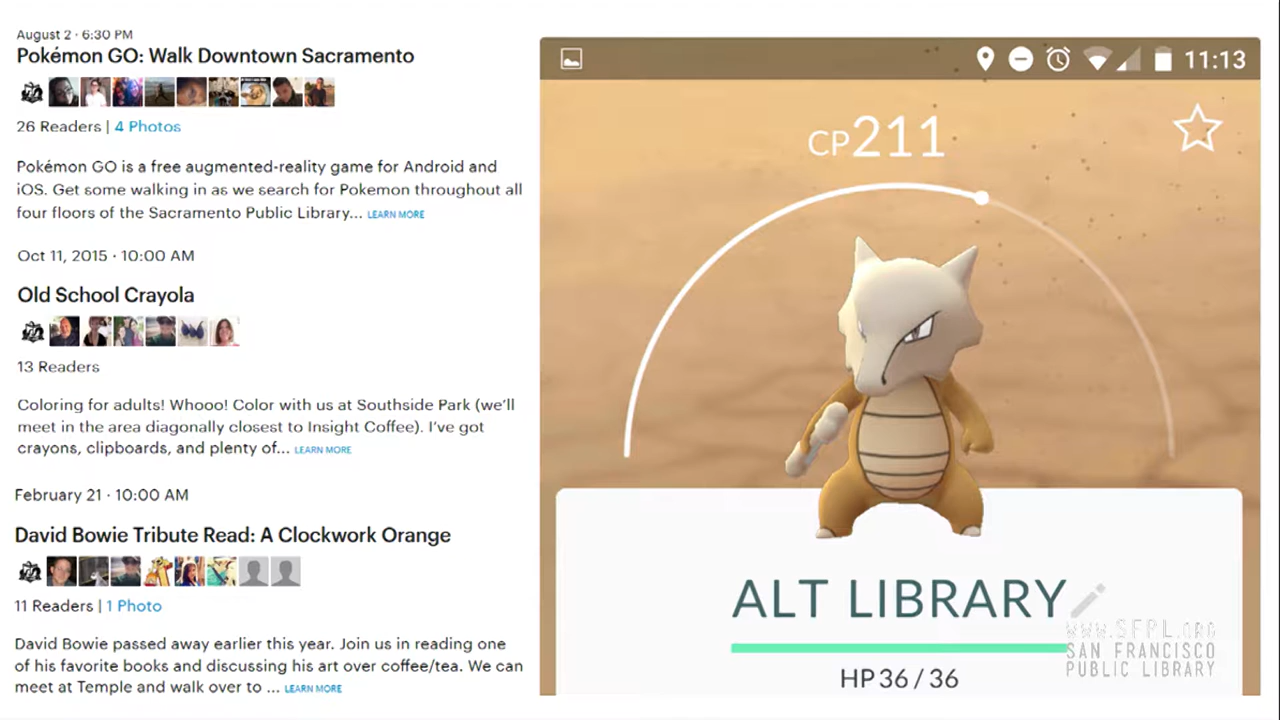 August 2 · 6:30 PM
Pokémon GO: Walk Downtown Sacramento
26 Readers | 4 Photos
Pokémon GO is a free augmented-reality game for Android and
iOS. Get some walking in as we search for Pokemon throughout all
four floors of the Sacramento Public Library... LEARN MORE
Oct 11, 2015 · 10:00 AM
Old School Crayola
13 Readers
Coloring for adults! Whooo! Color with us at Southside Park (we’ll
meet in the area diagonally closest to Insight Coffee). I’ve got
crayons, clipboards, and plenty of... LEARN MORE
February 21 · 10:00 AM
David Bowie Tribute Read: A Clockwork Orange
11 Readers | 1 Photo
David Bowie passed away earlier this year. Join us in reading one
of his favorite books and discussing his art over coffee/tea. We can
meet at Temple and walk over to ... LEARN MORE
11:13
CP211
ALT LIBRARY
HP 36 / 36
WWW.SFPL.ORG
SAN FRANCISCO
PUBLIC LIBRARY